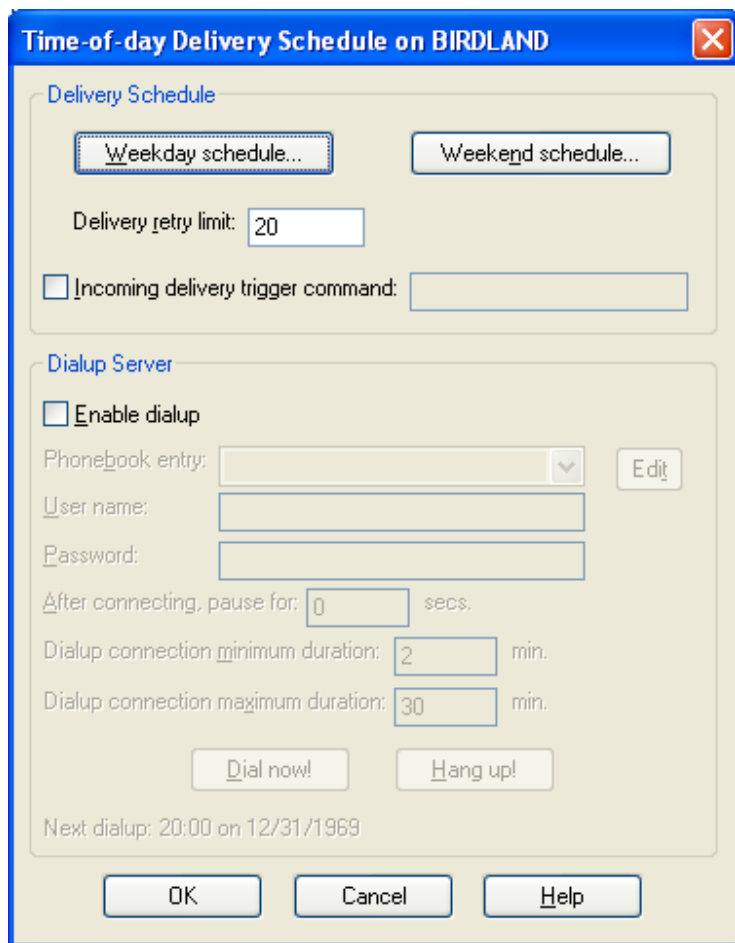 Time-of-day Delivery Schedule on BIRDLAND
Delivery Schedule
Weekday schedule... Weekend schedule...
Delivery retry limit: 20
Incoming delivery trigger command:
Dialup Server
Enable dialup
Phonebook entry: Edit
User name:
Password:
After connecting, pause for: 0 secs.
Dialup connection minimum duration: 2 min.
Dialup connection maximum duration: 30 min.
Dial now! Hang up!
Next dialup: 20:00 on 12/31/1969
OK Cancel Help